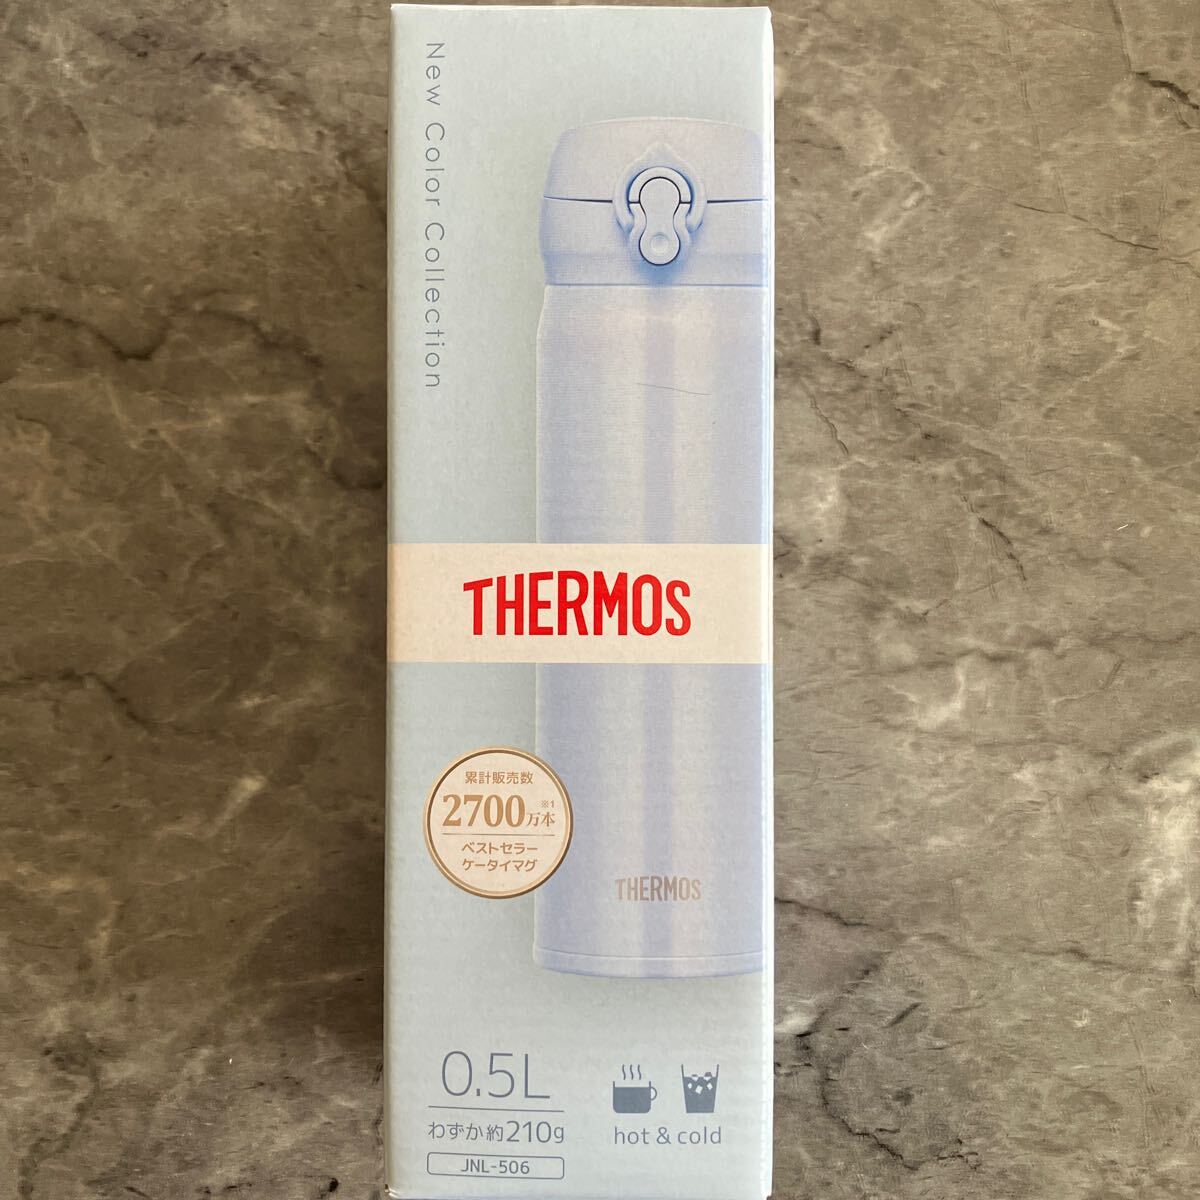 New Color Collection
THERMOS
累計販売数
2700万本※1
ベストセラー
ケータイマグ
THERMOS
0.5L
わずか約210g
JNL-506
hot & cold